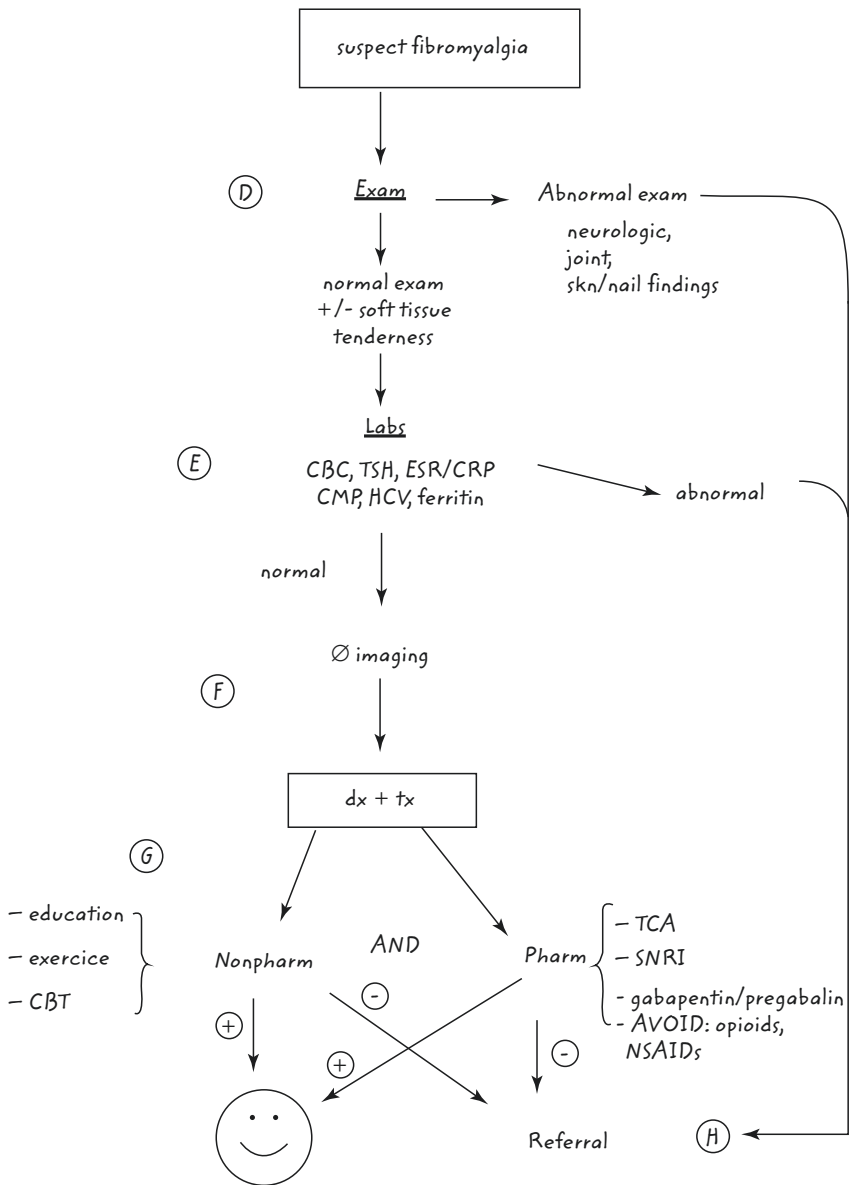 suspect fibromyalgia
D
Exam
Abnormal exam
neurologic,
joint,
skn/nail findings
normal exam
+/- soft tissue
tenderness
Labs
E
CBC, TSH, ESR/CRP
CMP, HCV, ferritin
abnormal
normal
Ø imaging
F
dx + tx
G
– education
– exercice
– CBT
Nonpharm
AND
Pharm
– TCA
– SNRI
- gabapentin/pregabalin
- AVOID: opioids,
NSAIDs
+
-
+
-
Referral
H